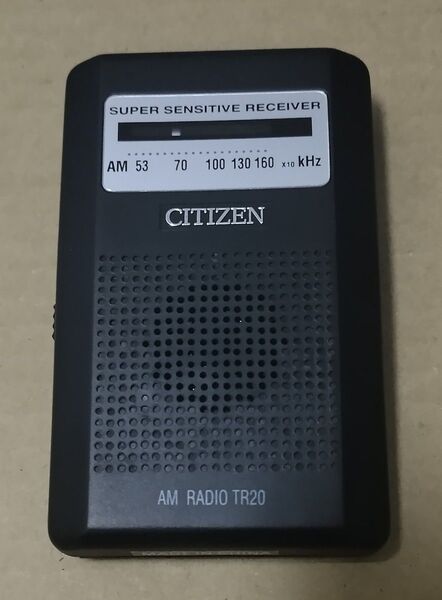 SUPER SENSITIVE RECEIVER
AM 53 70 100 130 160 x10 kHz
CITIZEN
AM RADIO TR20